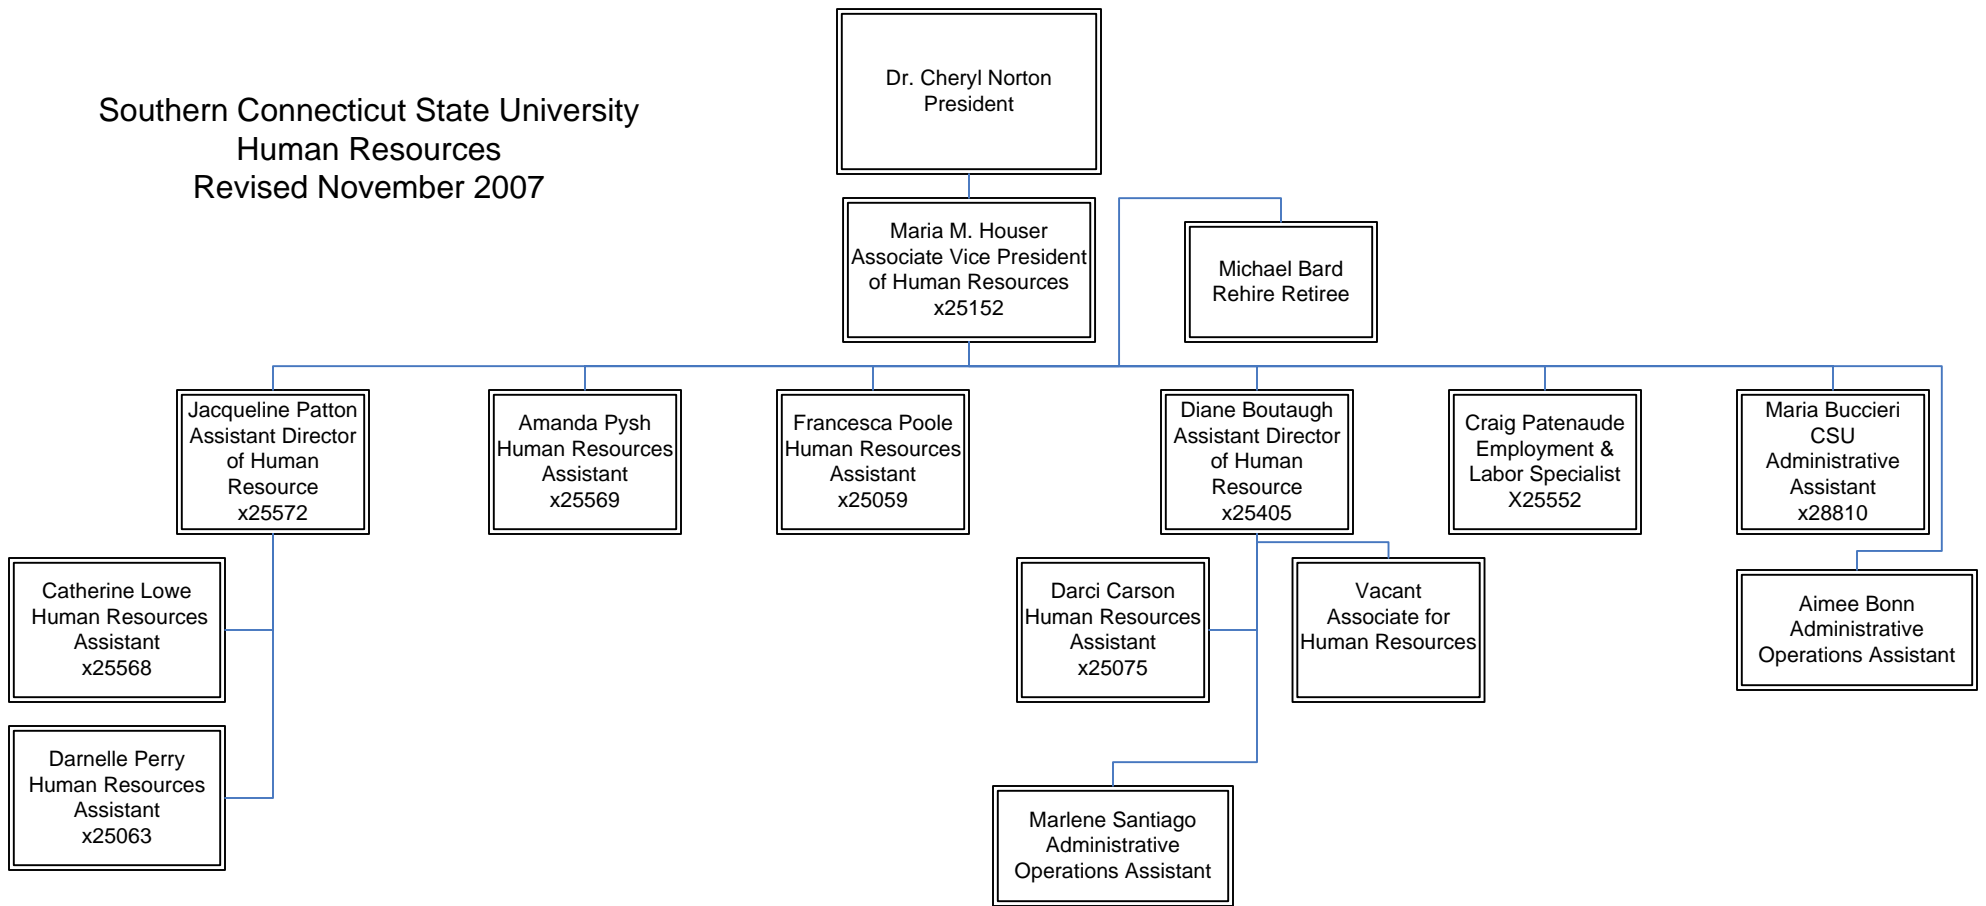 Southern Connecticut State University
Human Resources
Revised November 2007
Dr. Cheryl Norton
President
Maria M. Houser
Associate Vice President
of Human Resources
x25152
Michael Bard
Rehire Retiree
Jacqueline Patton
Assistant Director
of Human
Resource
x25572
Amanda Pysh
Human Resources
Assistant
x25569
Francesca Poole
Human Resources
Assistant
x25059
Diane Boutaugh
Assistant Director
of Human
Resource
x25405
Craig Patenaude
Employment &
Labor Specialist
X25552
Maria Buccieri
CSU
Administrative
Assistant
x28810
Catherine Lowe
Human Resources
Assistant
x25568
Darci Carson
Human Resources
Assistant
x25075
Vacant
Associate for
Human Resources
Aimee Bonn
Administrative
Operations Assistant
Darnelle Perry
Human Resources
Assistant
x25063
Marlene Santiago
Administrative
Operations Assistant